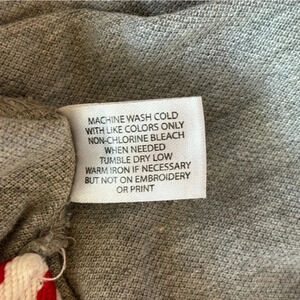 MACHINE WASH COLD
WITH LIKE COLORS ONLY
NON-CHLORINE BLEACH
WHEN NEEDED
TUMBLE DRY LOW
WARM IRON IF NECESSARY
BUT NOT ON EMBROIDERY
OR PRINT